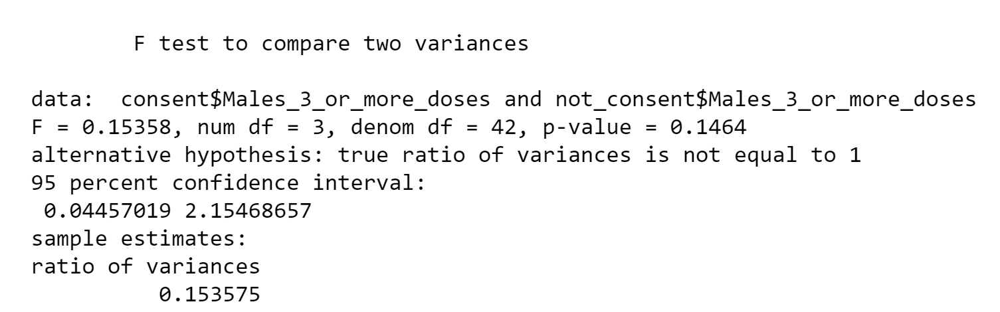 F test to compare two variances
data:  consent$Males_3_or_more_doses and not_consent$Males_3_or_more_doses
F = 0.15358, num df = 3, denom df = 42, p-value = 0.1464
alternative hypothesis: true ratio of variances is not equal to 1
95 percent confidence interval:
0.04457019 2.15468657
sample estimates:
ratio of variances
0.153575